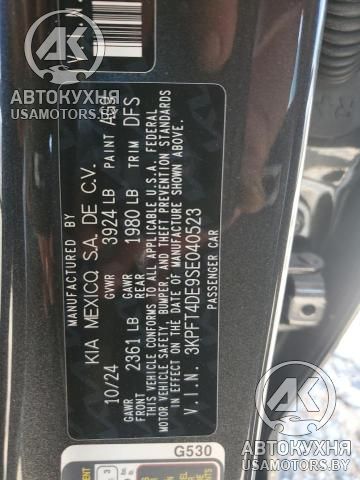 MANUFACTURED BY
KIA MEXICO, S.A. DE C.V.
10/24 GVWR 3924 LB PAINT
GAWR FRONT 2361 LB GAWR REAR 1980 LB TRIM DFS
THIS VEHICLE CONFORMS TO ALL APPLICABLE U.S.A. FEDERAL
MOTOR VEHICLE SAFETY, BUMPER, AND THEFT PREVENTION STANDARDS
IN EFFECT ON THE DATE OF MANUFACTURE SHOWN ABOVE.
V.I.N. 3KPFT4DE9SE040523
PASSENGER CAR
G530
V.I.N.
АВТОКУХНЯ
USAMOTORS.BY
АВТОКУХНЯ
USAMOTORS.BY